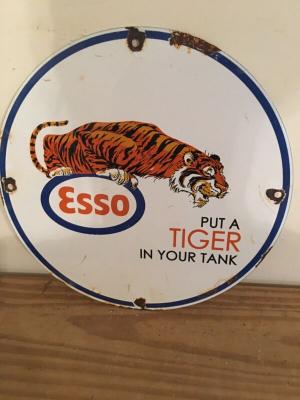 Esso
PUT A
TIGER
IN YOUR TANK